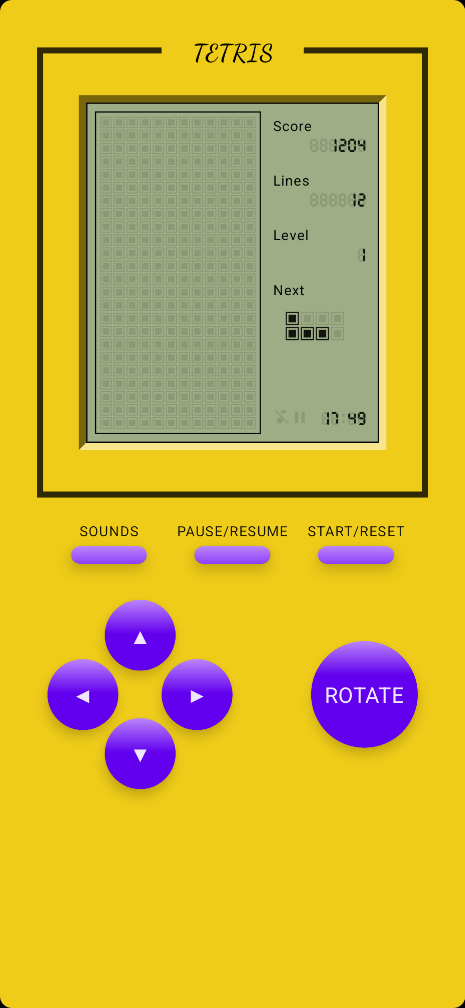 TETRIS
Score
1204
Lines
12
Level
1
Next
17:49
SOUNDS PAUSE/RESUME START/RESET
ROTATE